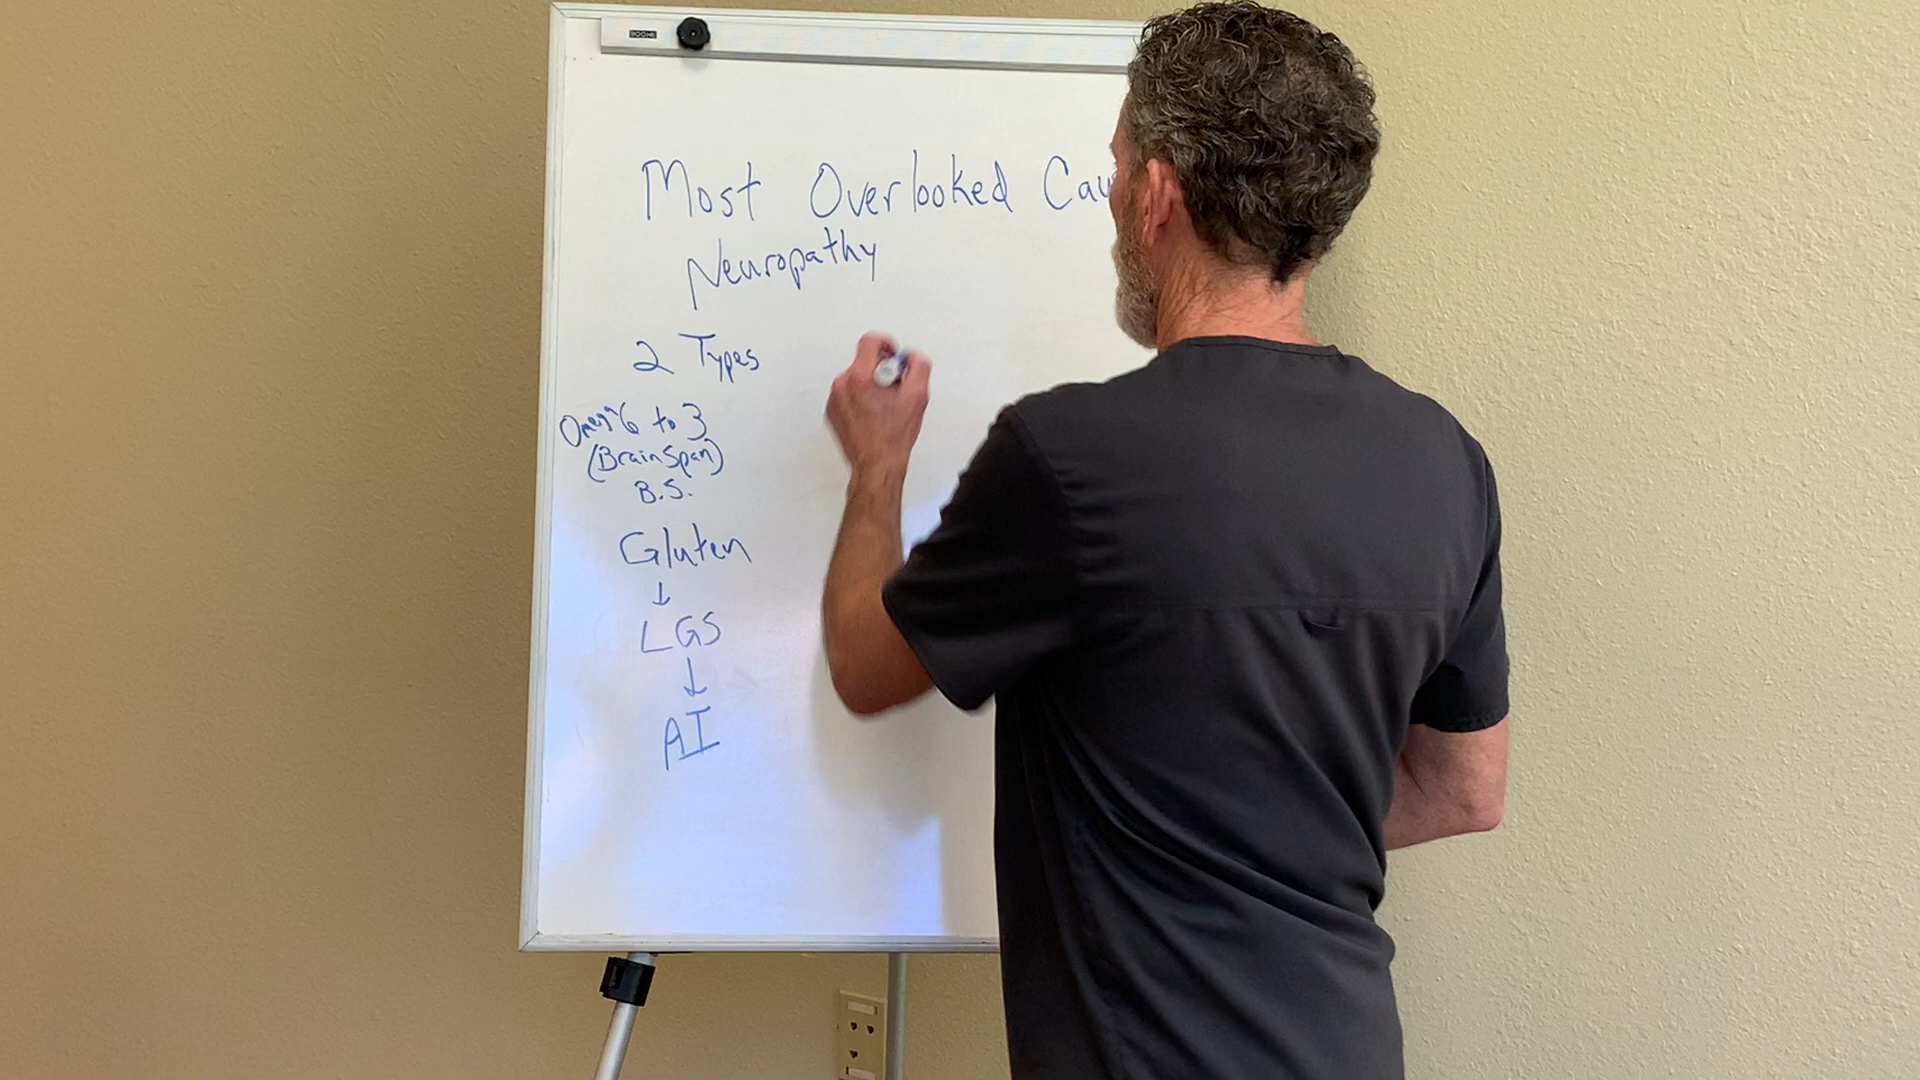 Most Overlooked Cau
Neuropathy
2 Types
Omega 6 to 3
(BrainSpan)
B.S.
Gluten
↓
LGS
↓
AI